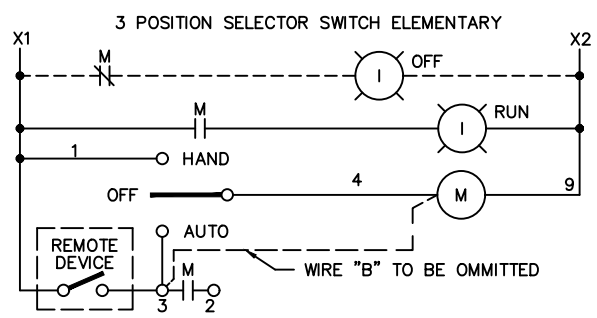 3 POSITION SELECTOR SWITCH ELEMENTARY
X1
X2
M
I
OFF
M
I
RUN
1
HAND
OFF
4
M
9
AUTO
REMOTE
DEVICE
M
WIRE "B" TO BE OMMITTED
3
2